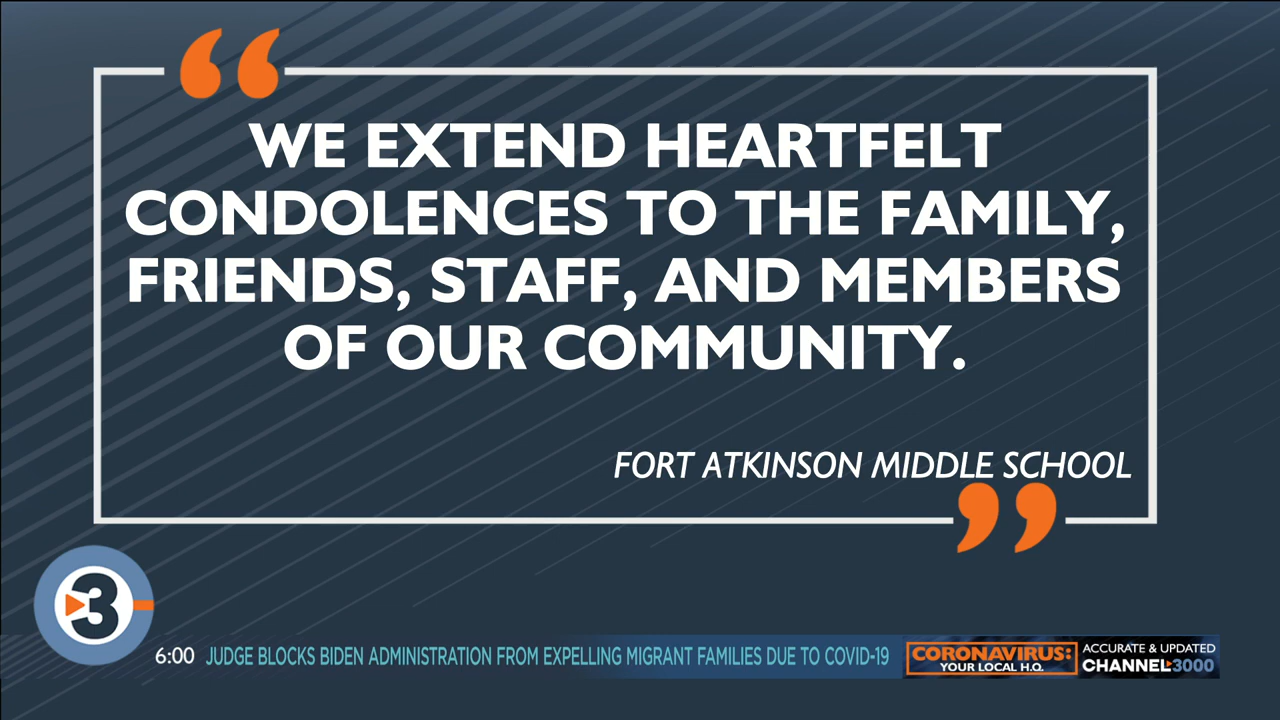 “
WE EXTEND HEARTFELT
CONDOLENCES TO THE FAMILY,
FRIENDS, STAFF, AND MEMBERS
OF OUR COMMUNITY.
FORT ATKINSON MIDDLE SCHOOL
”
3
6:00 JUDGE BLOCKS BIDEN ADMINISTRATION FROM EXPELLING MIGRANT FAMILIES DUE TO COVID-19
CORONAVIRUS:
YOUR LOCAL H.Q.
ACCURATE & UPDATED
CHANNEL3000